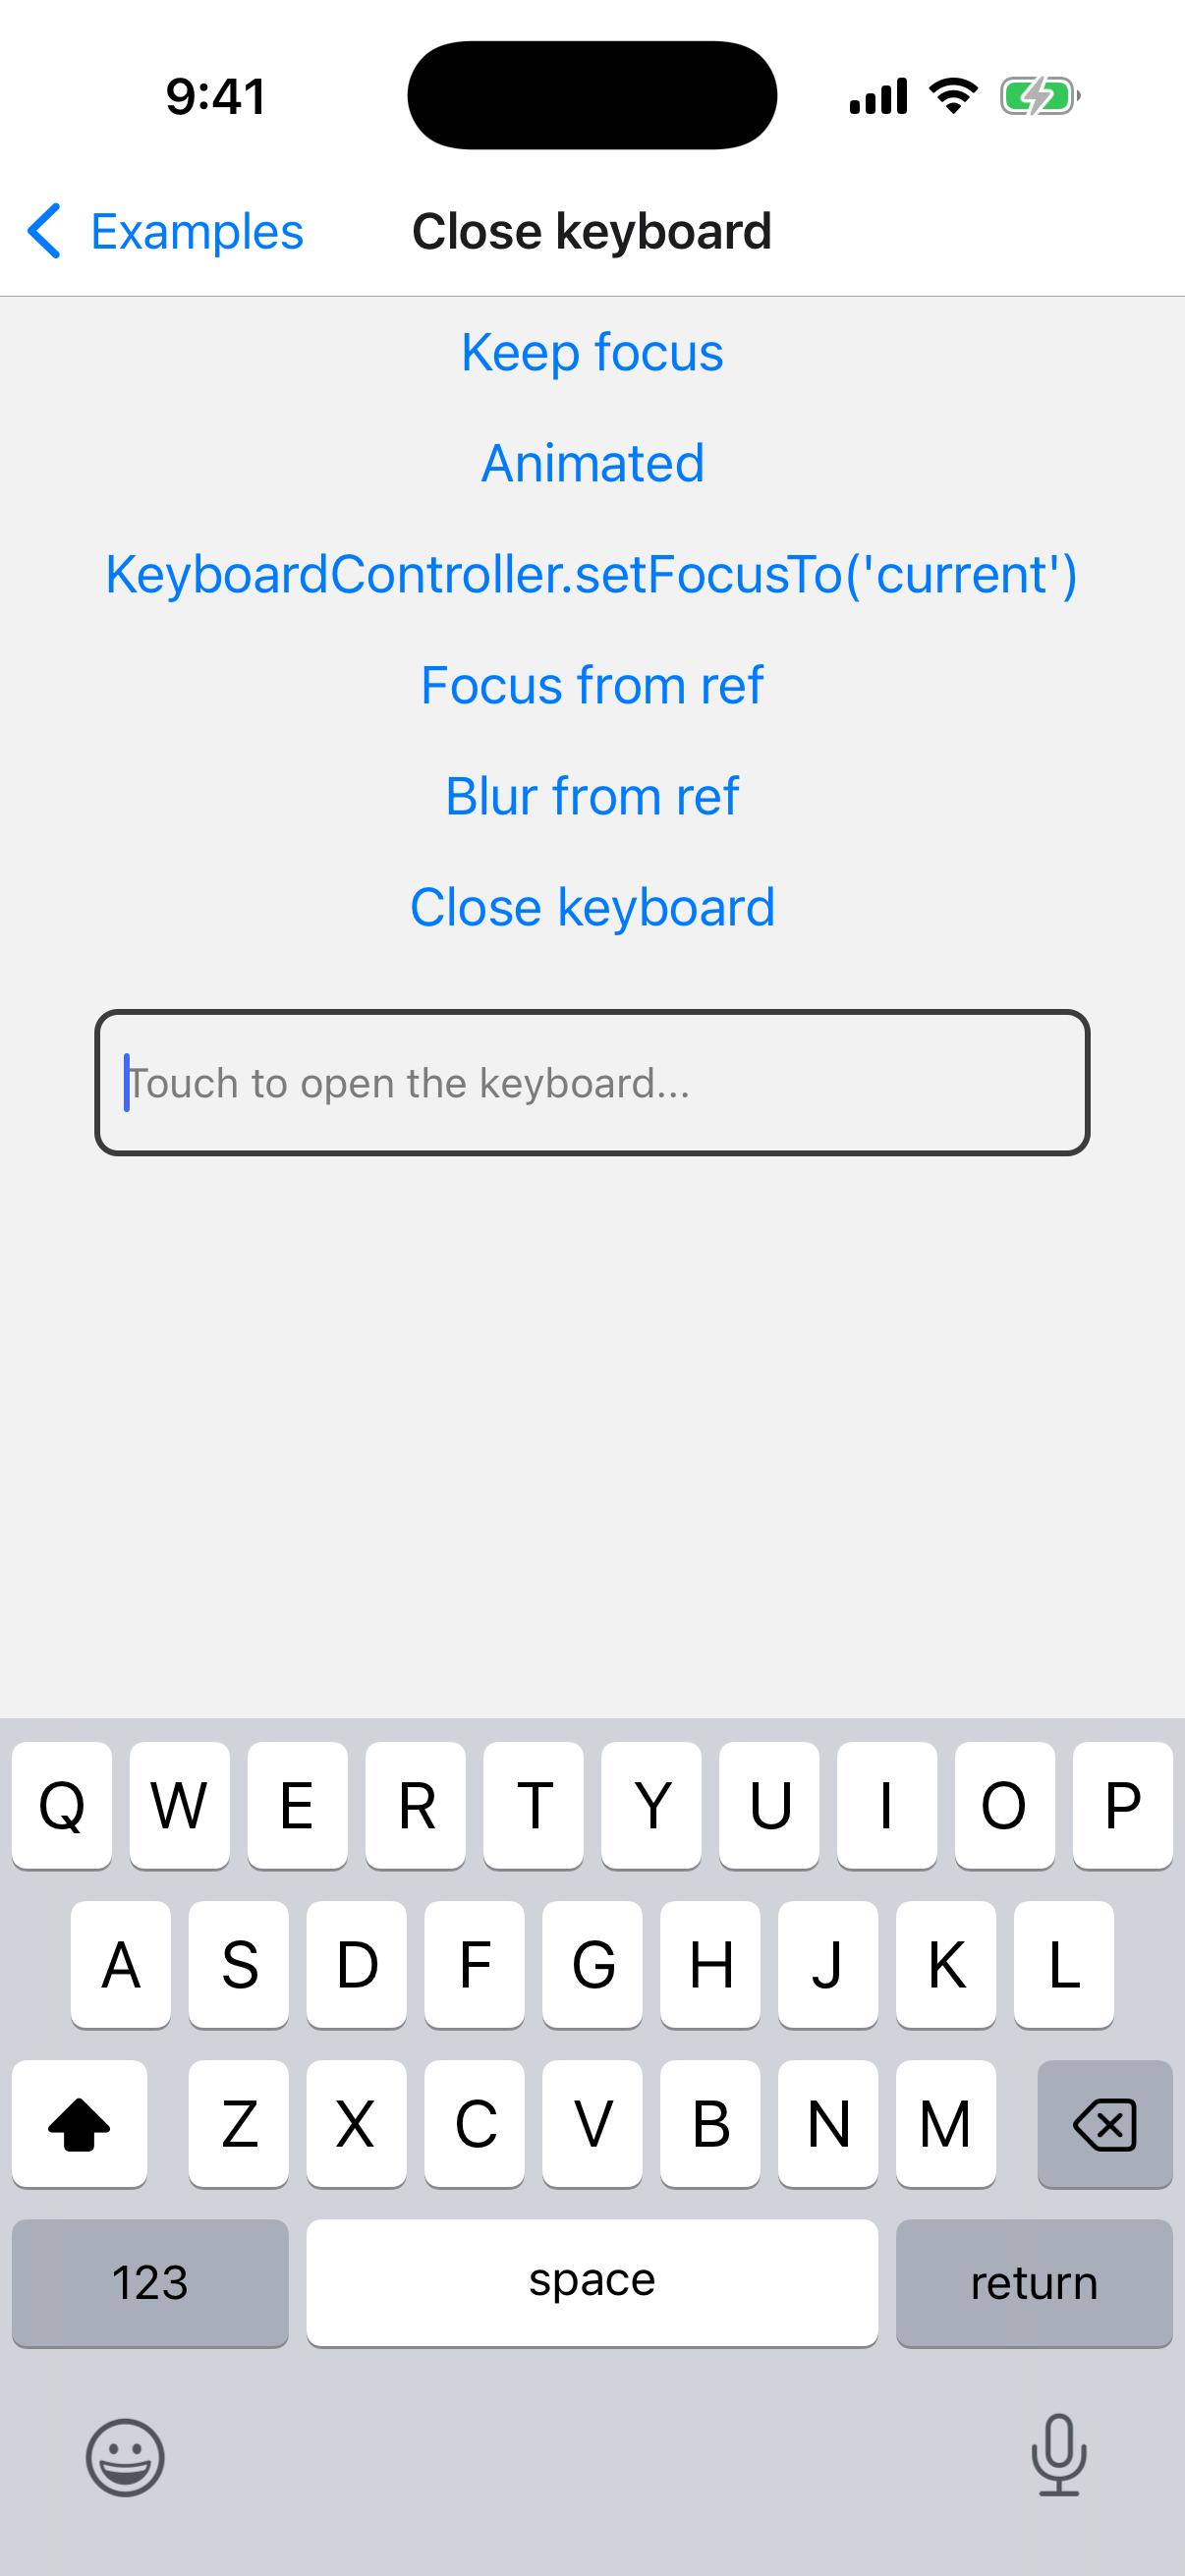 9:41
Examples
Close keyboard
Keep focus
Animated
KeyboardController.setFocusTo('current')
Focus from ref
Blur from ref
Close keyboard
Touch to open the keyboard...
Q W E R T Y U I O P
A S D F G H J K L
Z X C V B N M
123 space return